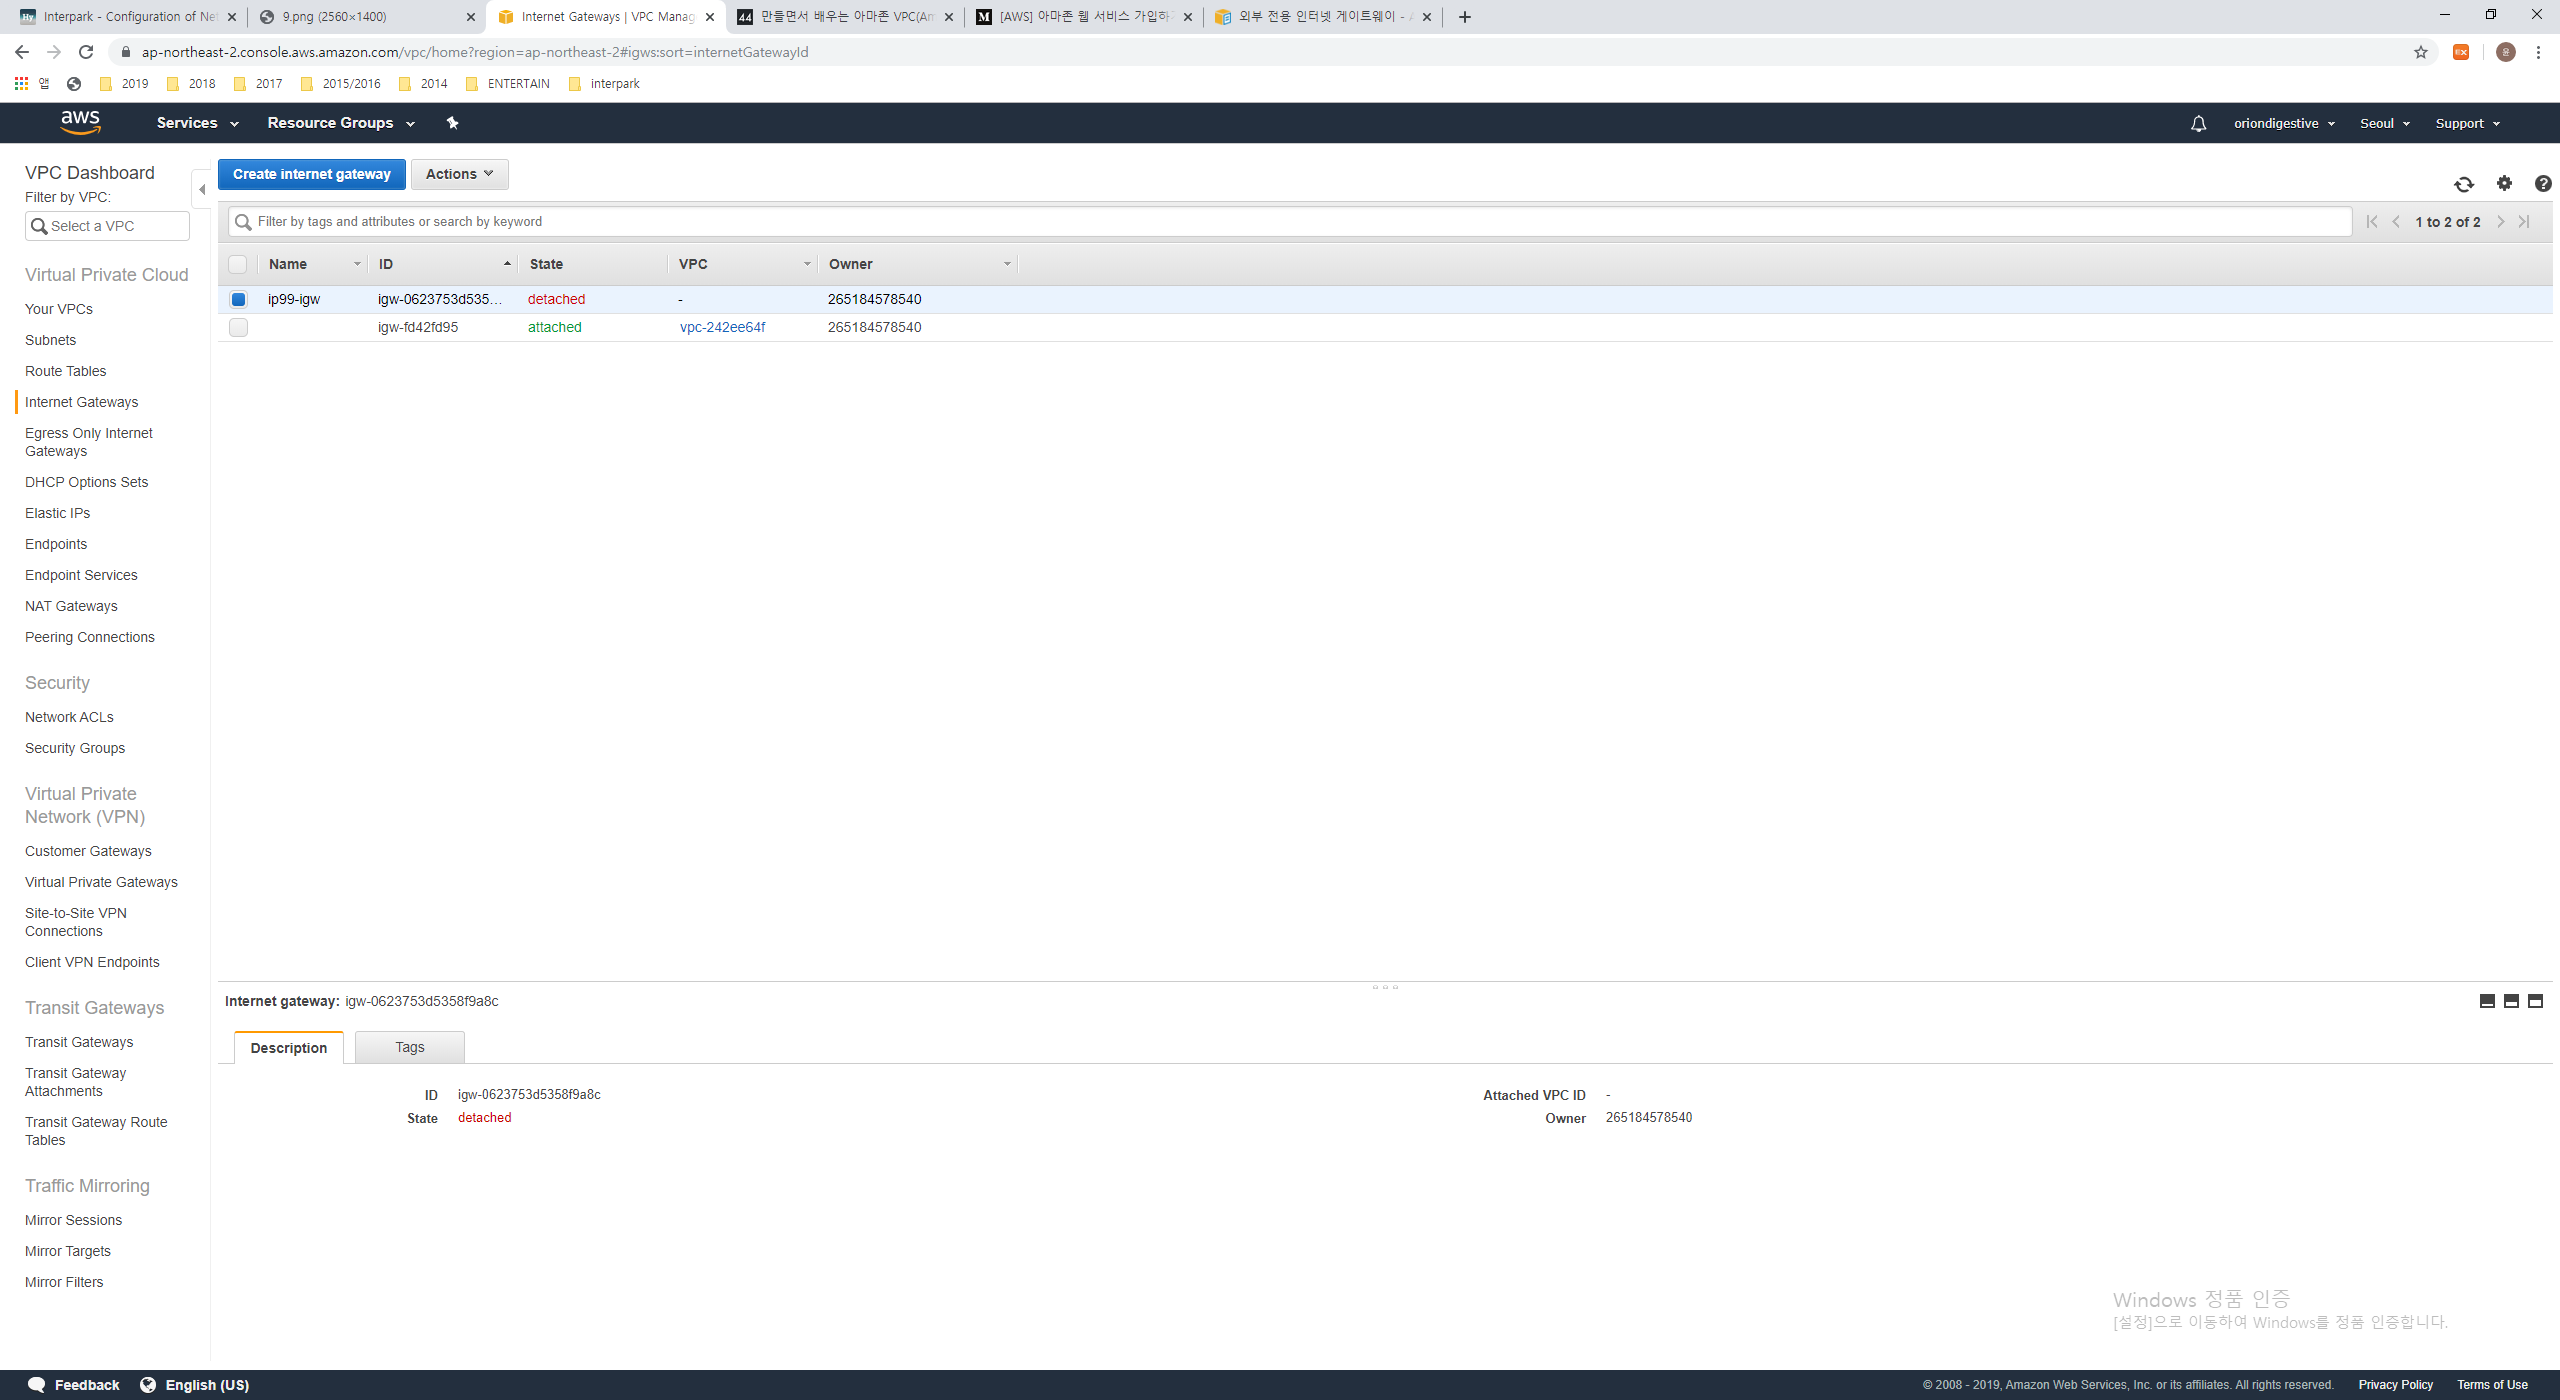 Interpark - Configuration of Net
9.png (2560×1400)
Internet Gateways | VPC Manag
44 만들면서 배우는 아마존 VPC(Am
M [AWS] 아마존 웹 서비스 가입하
외부 전용 인터넷 게이트웨이 -
ap-northeast-2.console.aws.amazon.com/vpc/home?region=ap-northeast-2#igws:sort=internetGatewayId
앱 2019 2018 2017 2015/2016 2014 ENTERTAIN interpark
aws Services Resource Groups oriondigestive Seoul Support
VPC Dashboard
Filter by VPC:
Select a VPC
Virtual Private Cloud
Your VPCs
Subnets
Route Tables
Internet Gateways
Egress Only Internet
Gateways
DHCP Options Sets
Elastic IPs
Endpoints
Endpoint Services
NAT Gateways
Peering Connections
Security
Network ACLs
Security Groups
Virtual Private
Network (VPN)
Customer Gateways
Virtual Private Gateways
Site-to-Site VPN
Connections
Client VPN Endpoints
Transit Gateways
Transit Gateways
Transit Gateway
Attachments
Transit Gateway Route
Tables
Traffic Mirroring
Mirror Sessions
Mirror Targets
Mirror Filters
Create internet gateway Actions
Filter by tags and attributes or search by keyword
1 to 2 of 2
Name ID State VPC Owner
ip99-igw igw-0623753d535... detached - 265184578540
igw-fd42fd95 attached vpc-242ee64f 265184578540
Internet gateway: igw-0623753d5358f9a8c
Description Tags
ID igw-0623753d5358f9a8c
State detached
Attached VPC ID -
Owner 265184578540
Windows 정품 인증
[설정]으로 이동하여 Windows를 정품 인증합니다.
Feedback English (US)
© 2008 - 2019, Amazon Web Services, Inc. or its affiliates. All rights reserved. Privacy Policy Terms of Use